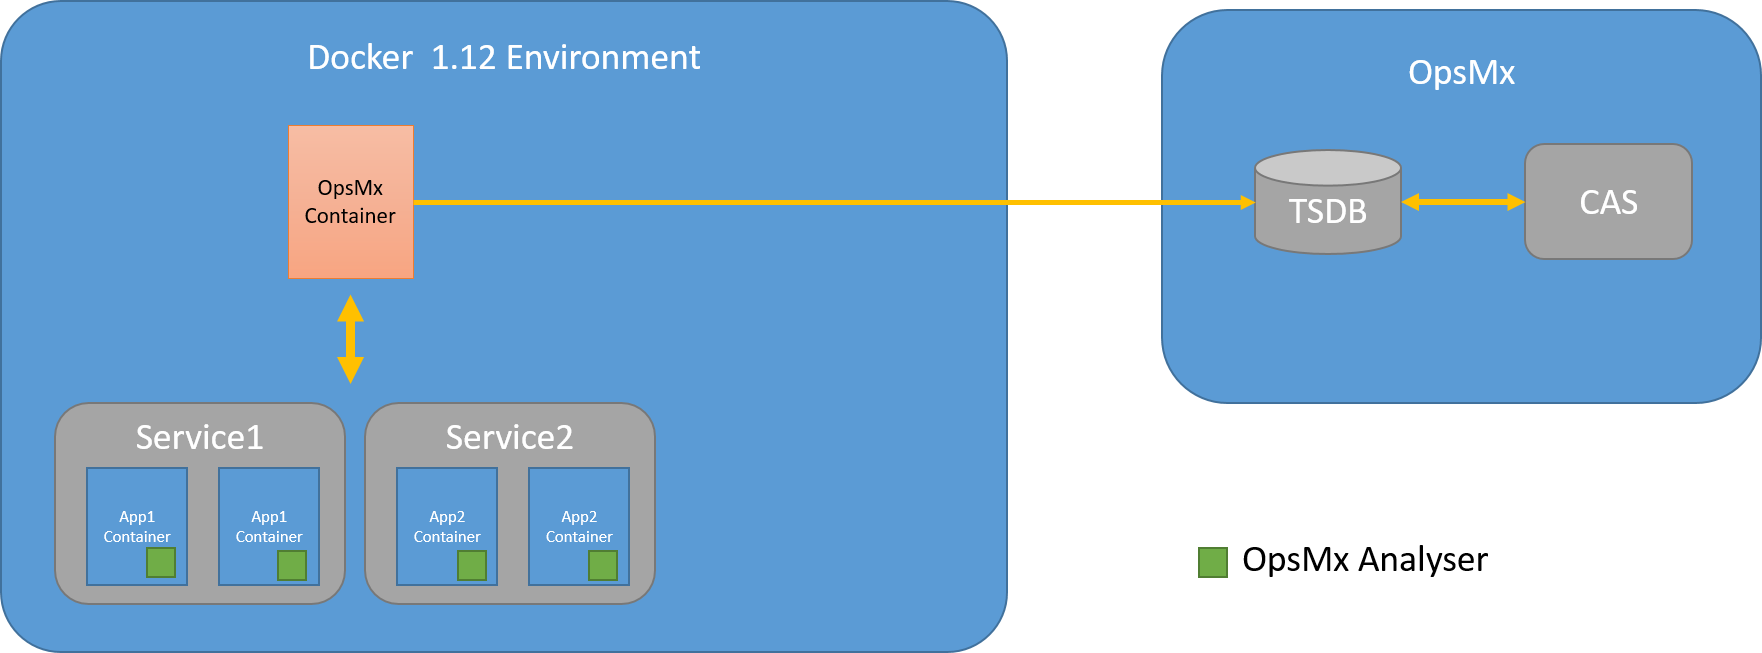 Docker 1.12 Environment
OpsMx
Container
Service1
App1
Container
App1
Container
Service2
App2
Container
App2
Container
OpsMx
TSDB
CAS
OpsMx Analyser